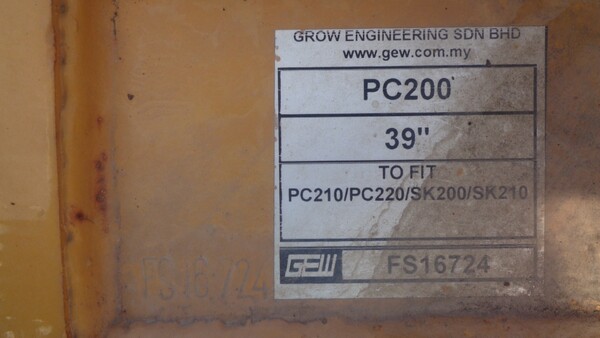 GROW ENGINEERING SDN BHD
www.gew.com.my
PC200
39"
TO FIT
PC210/PC220/SK200/SK210
GEW FS16724
FS16724